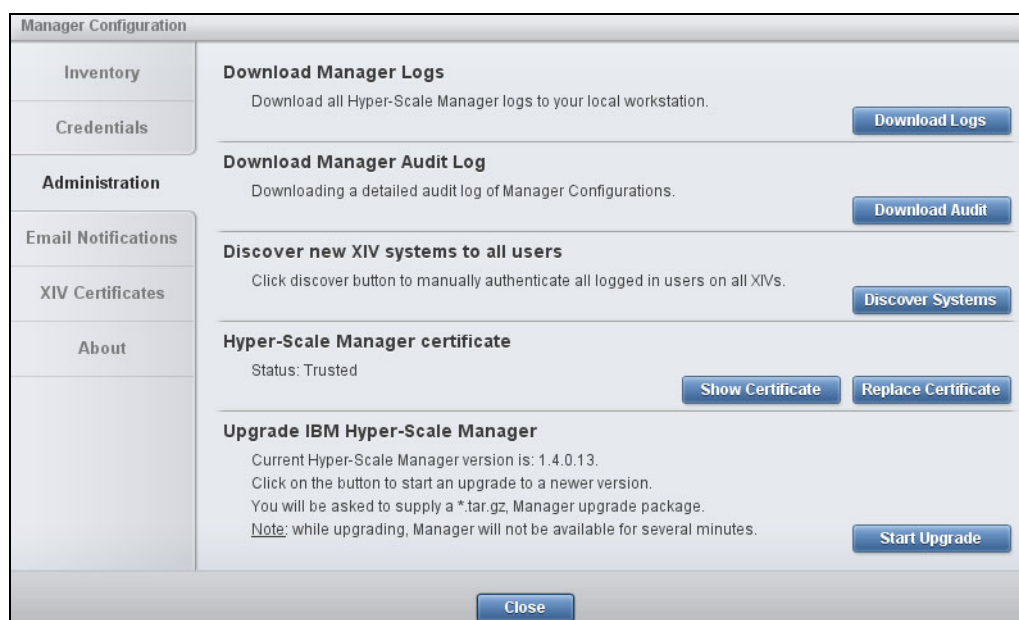 Manager Configuration
Inventory
Credentials
Administration
Email Notifications
XIV Certificates
About
Download Manager Logs
Download all Hyper-Scale Manager logs to your local workstation.
Download Logs
Download Manager Audit Log
Downloading a detailed audit log of Manager Configurations.
Download Audit
Discover new XIV systems to all users
Click discover button to manually authenticate all logged in users on all XIVs.
Discover Systems
Hyper-Scale Manager certificate
Status: Trusted
Show Certificate
Replace Certificate
Upgrade IBM Hyper-Scale Manager
Current Hyper-Scale Manager version is: 1.4.0.13.
Click on the button to start an upgrade to a newer version.
You will be asked to supply a *.tar.gz, Manager upgrade package.
Note: while upgrading, Manager will not be available for several minutes.
Start Upgrade
Close